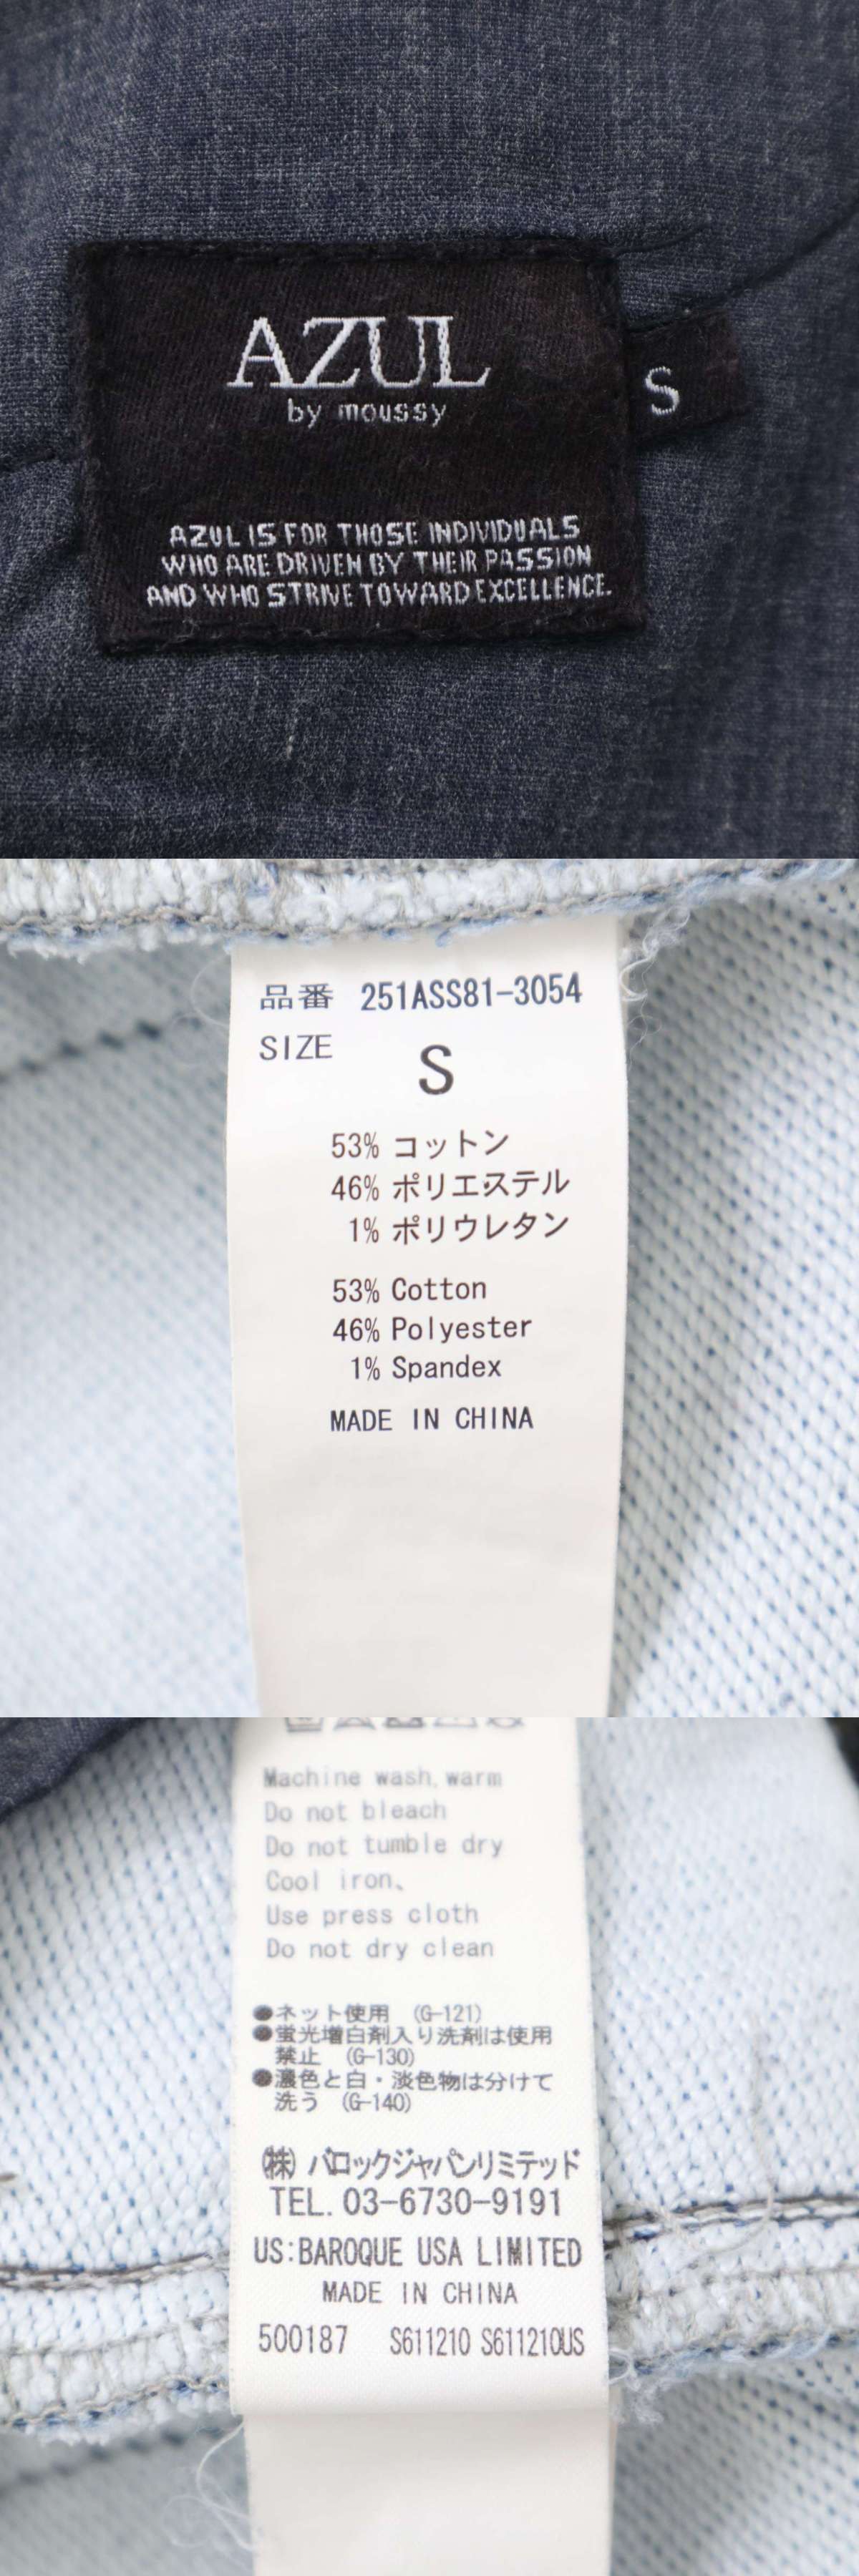 AZUL
by moussy
S
AZUL IS FOR THOSE INDIVIDUALS
WHO ARE DRIVEN BY THEIR PASSION
AND WHO STRIVE TOWARD EXCELLENCE.
品番 251ASS81-3054
SIZE
S
53% コットン
46% ポリエステル
1% ポリウレタン
53% Cotton
46% Polyester
1% Spandex
MADE IN CHINA
Machine wash, warm
Do not bleach
Do not tumble dry
Cool iron、
Use press cloth
Do not dry clean
●ネット使用 (G-121)
●蛍光増白剤入り洗剤は使用
禁止 (G-130)
●濃色と白・淡色物は分けて
洗う (G-140)
㈱ バロックジャパンリミテッド
TEL. 03-6730-9191
US:BAROQUE USA LIMITED
MADE IN CHINA
500187 S611210 S611210US